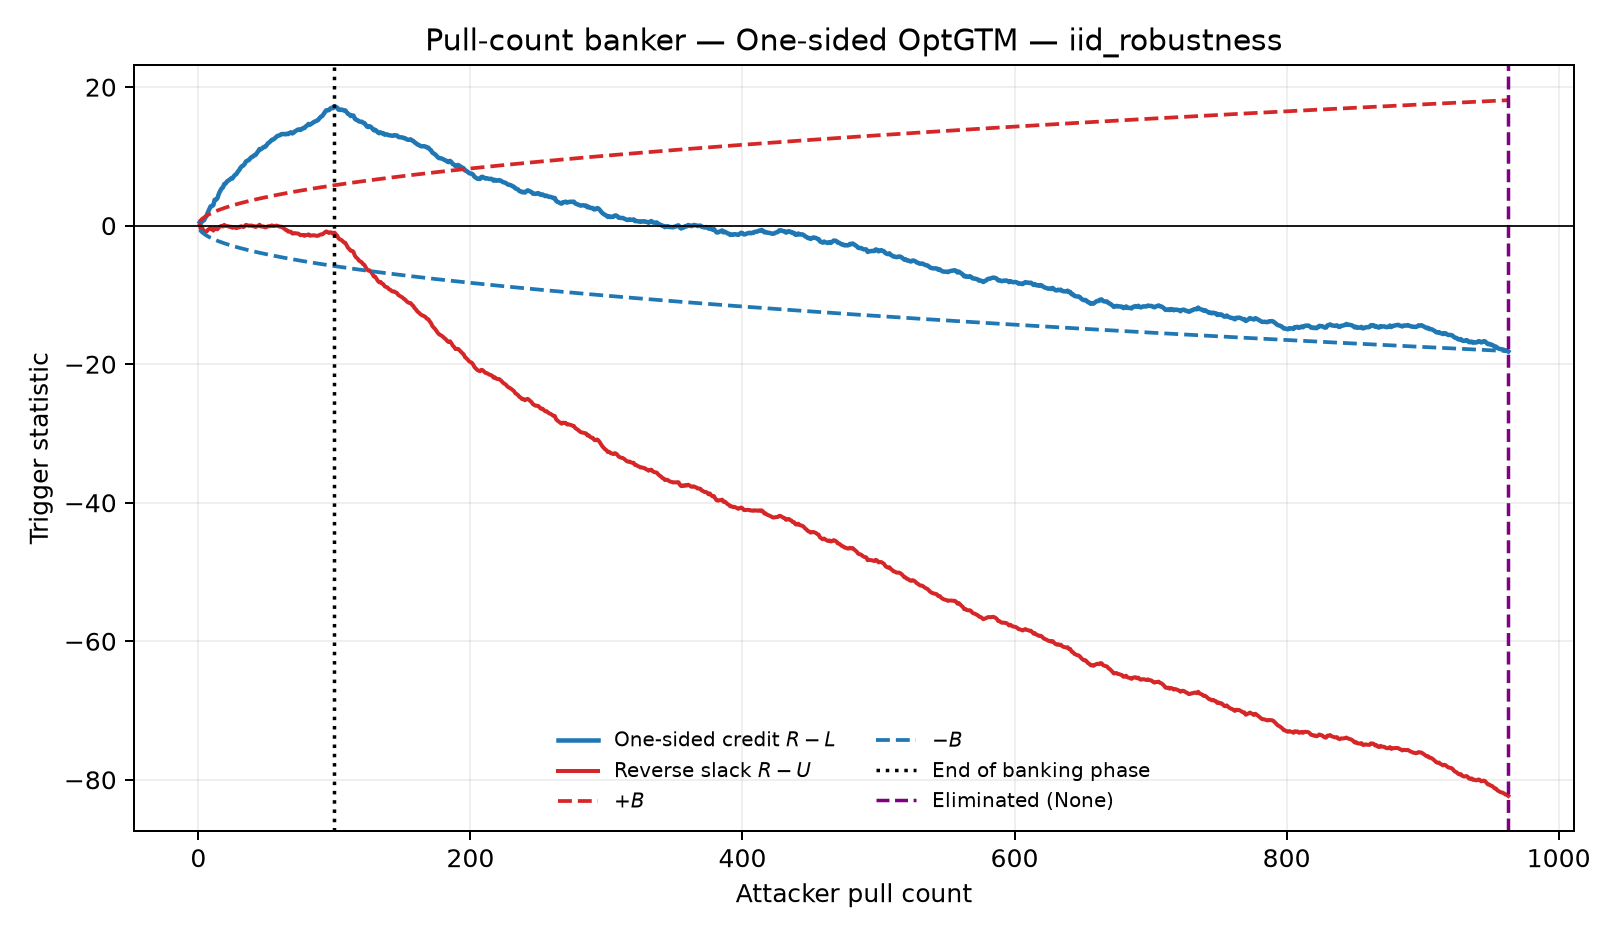 Pull-count banker — One-sided OptGTM — iid_robustness
Trigger statistic
20
0
−20
−40
−60
−80
One-sided credit R − L
Reverse slack R − U
+B
−B
End of banking phase
Eliminated (None)
0
200
400
600
800
1000
Attacker pull count